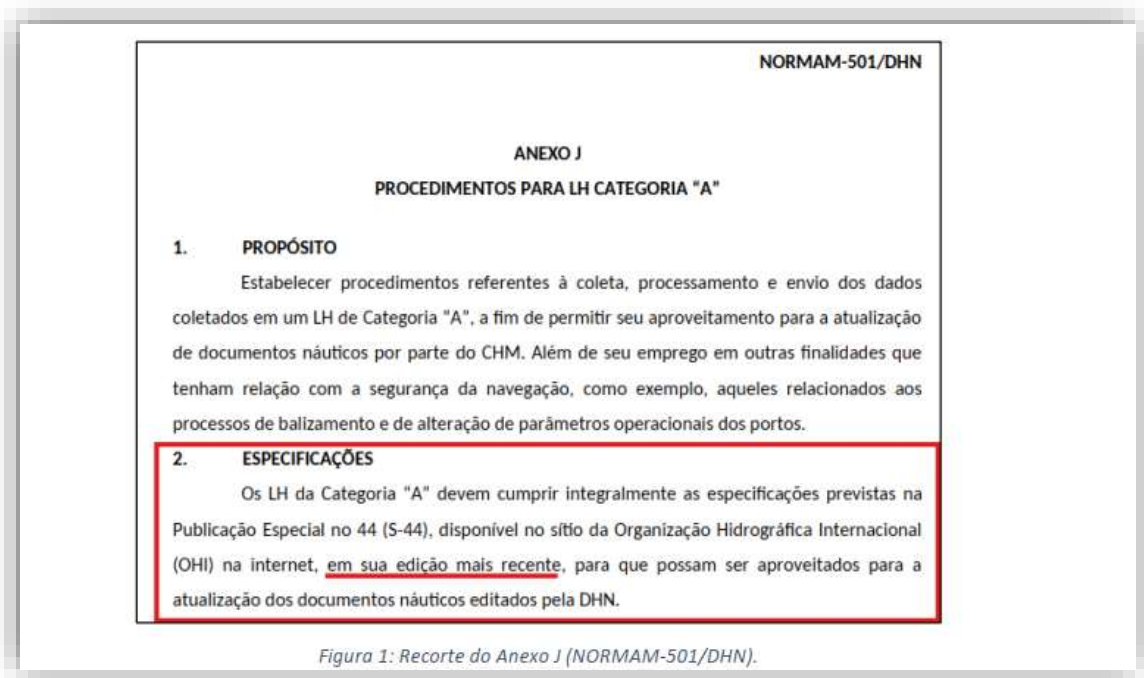 NORMAM-501/DHN
ANEXO J
PROCEDIMENTOS PARA LH CATEGORIA "A"
1. PROPÓSITO
Estabelecer procedimentos referentes à coleta, processamento e envio dos dados
coletados em um LH de Categoria "A", a fim de permitir seu aproveitamento para a atualização
de documentos náuticos por parte do CHM. Além de seu emprego em outras finalidades que
tenham relação com a segurança da navegação, como exemplo, aqueles relacionados aos
processos de balizamento e de alteração de parâmetros operacionais dos portos.
2. ESPECIFICAÇÕES
Os LH da Categoria "A" devem cumprir integralmente as especificações previstas na
Publicação Especial no 44 (S-44), disponível no sítio da Organização Hidrográfica Internacional
(OHI) na internet, em sua edição mais recente, para que possam ser aproveitados para a
atualização dos documentos náuticos editados pela DHN.
Figura 1: Recorte do Anexo J (NORMAM-501/DHN).